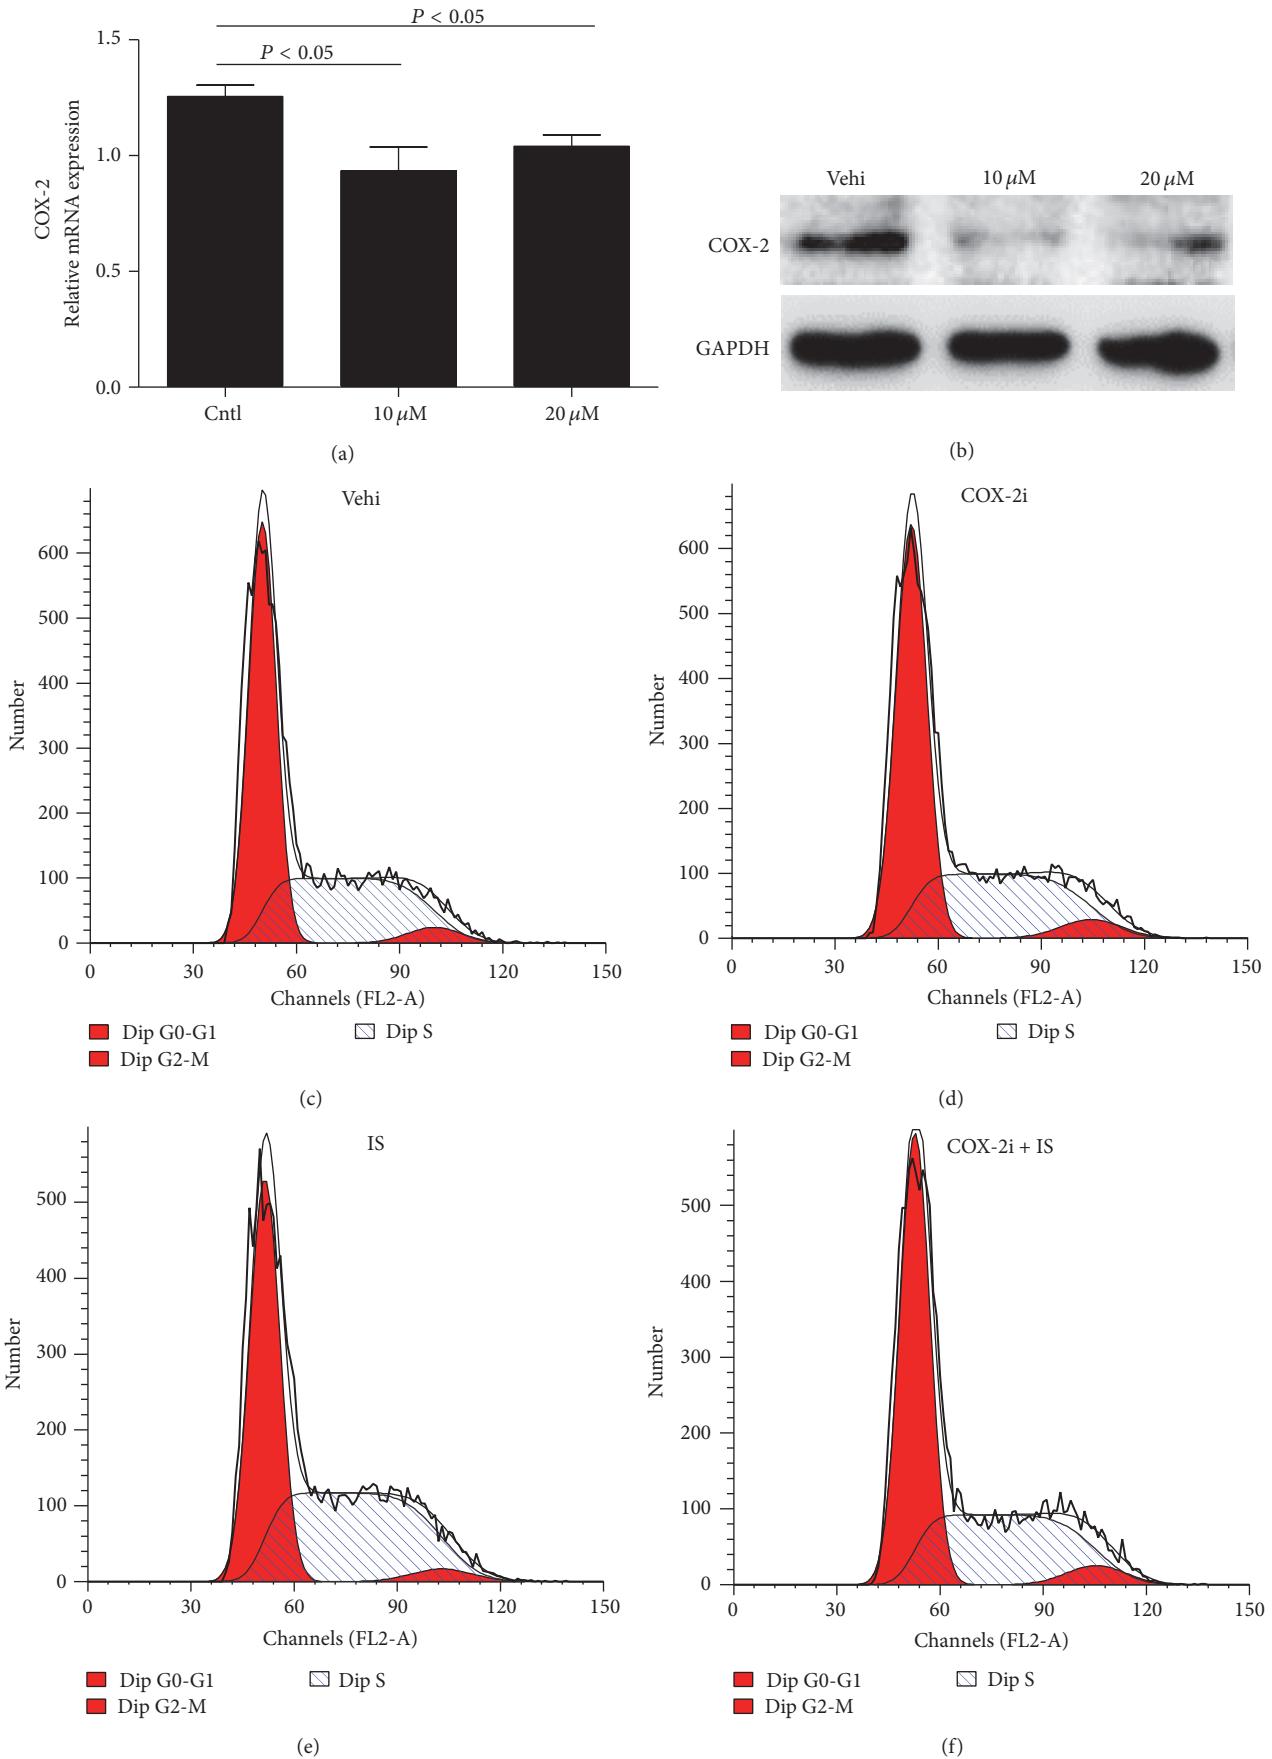 P < 0.05
P < 0.05
1.5
1.0
0.5
0.0
COX-2
Relative mRNA expression
Cntl 10 μM 20 μM
(a)
Vehi 10 μM 20 μM
COX-2
GAPDH
(b)
Vehi
600
500
400
300
200
100
0
Number
0 30 60 90 120 150
Channels (FL2-A)
Dip G0-G1 Dip S
Dip G2-M
(c)
COX-2i
600
500
400
300
200
100
0
Number
0 30 60 90 120 150
Channels (FL2-A)
Dip G0-G1 Dip S
Dip G2-M
(d)
IS
500
400
300
200
100
0
Number
0 30 60 90 120 150
Channels (FL2-A)
Dip G0-G1 Dip S
Dip G2-M
(e)
COX-2i + IS
500
400
300
200
100
0
Number
0 30 60 90 120 150
Channels (FL2-A)
Dip G0-G1 Dip S
Dip G2-M
(f)